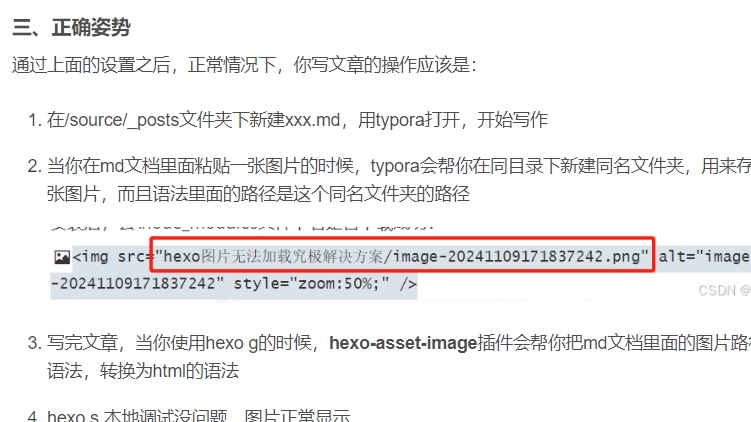 三、正确姿势
通过上面的设置之后，正常情况下，你写文章的操作应该是：
1. 在/source/_posts文件夹下新建xxx.md，用typora打开，开始写作
2. 当你在md文档里面粘贴一张图片的时候，typora会帮你在同目录下新建同名文件夹，用来存
张图片，而且语法里面的路径是这个同名文件夹的路径
<img src="hexo图片无法加载究极解决方案/image-20241109171837242.png" alt="image
-20241109171837242" style="zoom:50%;" />
CSDN @
3. 写完文章，当你使用hexo g的时候，hexo-asset-image插件会帮你把md文档里面的图片路
语法，转换为html的语法
4. hexo s 本地调试没问题，图片正常显示